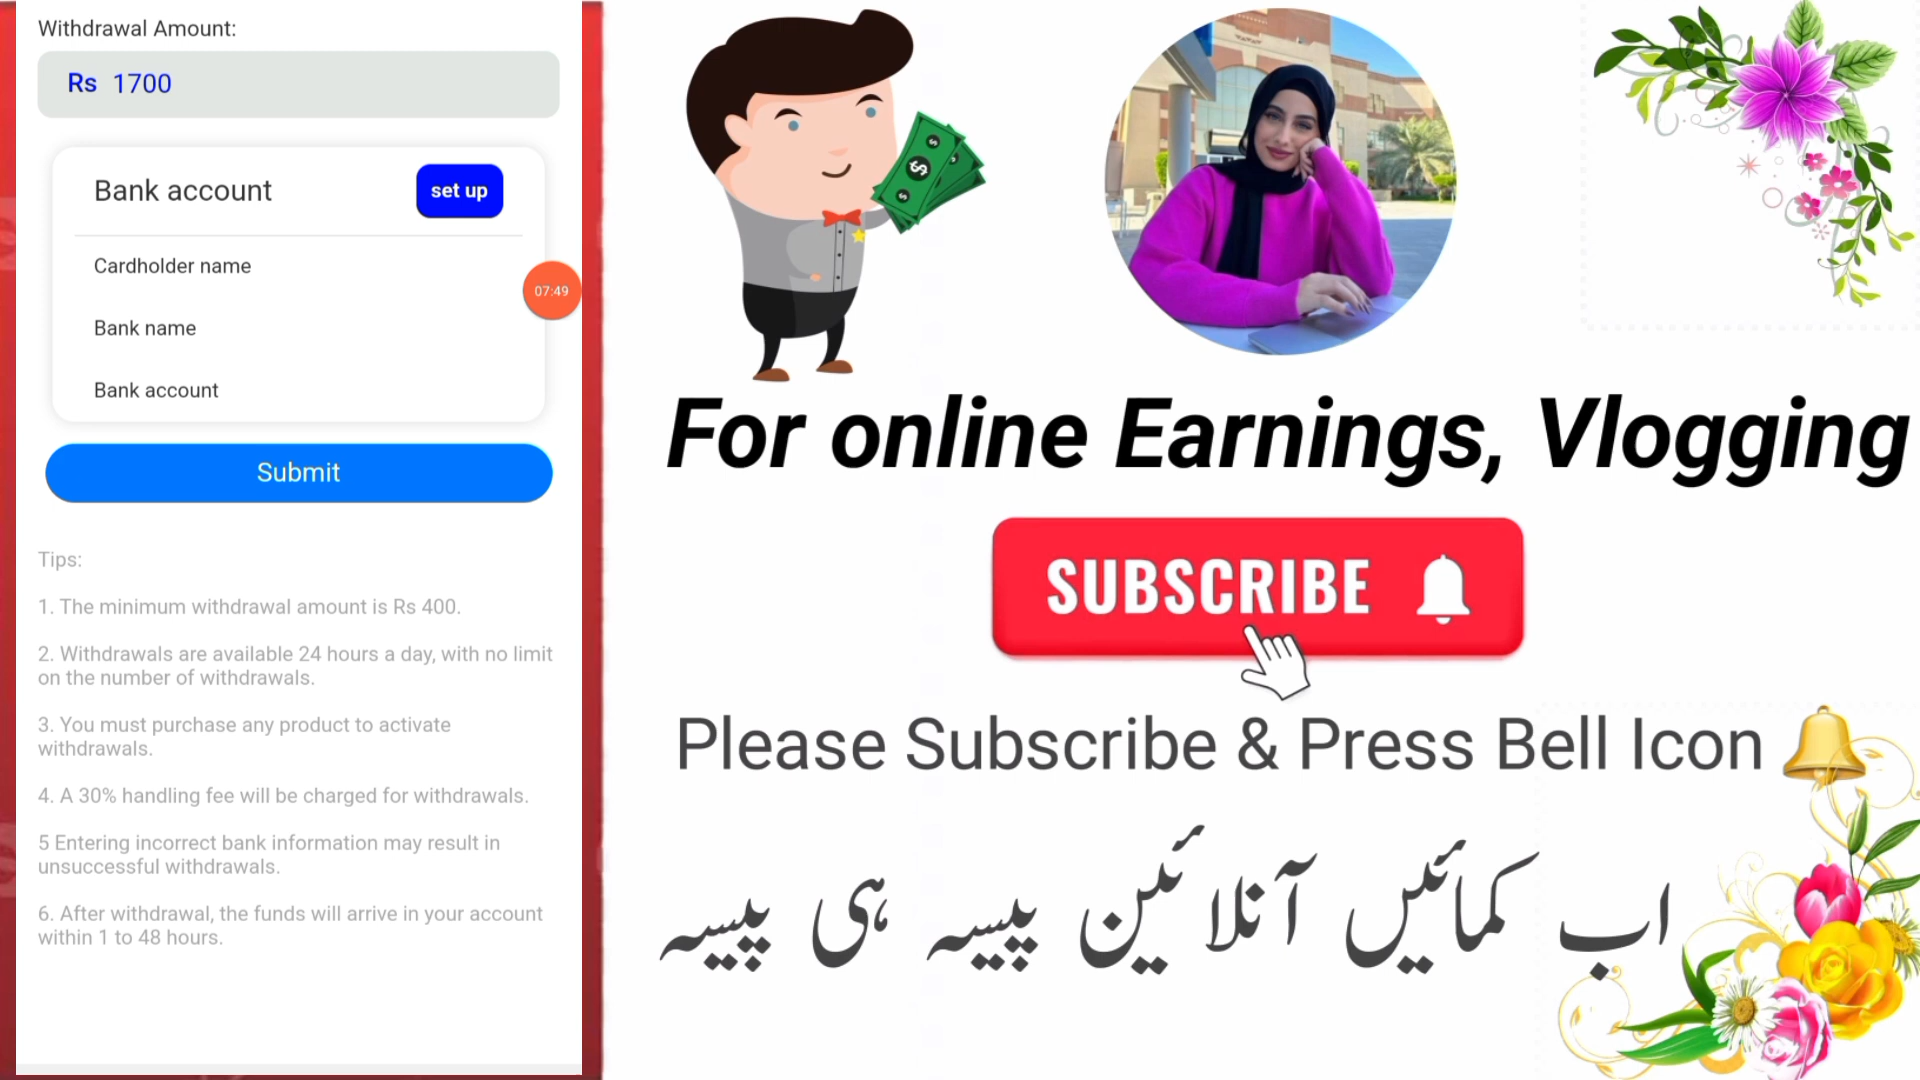 Withdrawal Amount:
Rs 1700
Bank account
set up
Cardholder name
07:49
Bank name
Bank account
Submit
Tips:
1. The minimum withdrawal amount is Rs 400.
2. Withdrawals are available 24 hours a day, with no limit
on the number of withdrawals.
3. You must purchase any product to activate
withdrawals.
4. A 30% handling fee will be charged for withdrawals.
5 Entering incorrect bank information may result in
unsuccessful withdrawals.
6. After withdrawal, the funds will arrive in your account
within 1 to 48 hours.
For online Earnings, Vlogging
SUBSCRIBE
Please Subscribe & Press Bell Icon
اب کمائیں آنلائین پیسہ ہی پیسہ